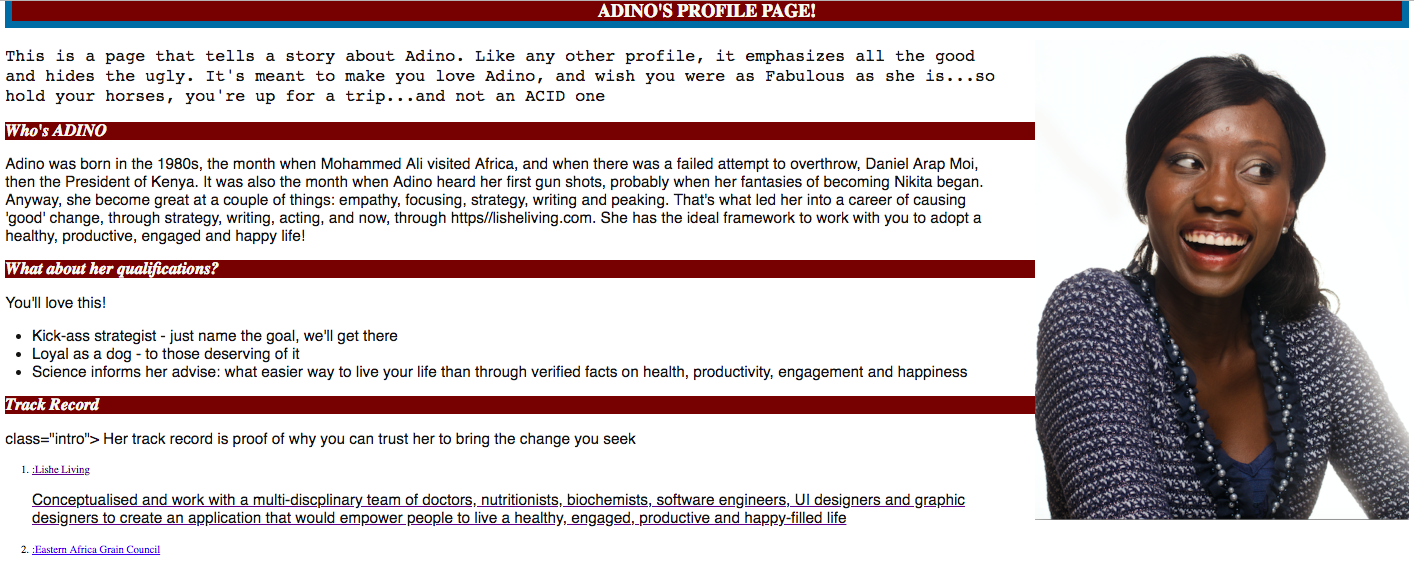 ADINO'S PROFILE PAGE!
This is a page that tells a story about Adino. Like any other profile, it emphasizes all the good
and hides the ugly. It's meant to make you love Adino, and wish you were as Fabulous as she is...so
hold your horses, you're up for a trip...and not an ACID one
Who's ADINO
Adino was born in the 1980s, the month when Mohammed Ali visited Africa, and when there was a failed attempt to overthrow, Daniel Arap Moi,
then the President of Kenya. It was also the month when Adino heard her first gun shots, probably when her fantasies of becoming Nikita began.
Anyway, she become great at a couple of things: empathy, focusing, strategy, writing and peaking. That's what led her into a career of causing
'good' change, through strategy, writing, acting, and now, through https//lisheliving.com. She has the ideal framework to work with you to adopt a
healthy, productive, engaged and happy life!
What about her qualifications?
You'll love this!
• Kick-ass strategist - just name the goal, we'll get there
• Loyal as a dog - to those deserving of it
• Science informs her advise: what easier way to live your life than through verified facts on health, productivity, engagement and happiness
Track Record
class="intro"> Her track record is proof of why you can trust her to bring the change you seek
1. :Lishe Living
Conceptualised and work with a multi-discplinary team of doctors, nutritionists, biochemists, software engineers, UI designers and graphic
designers to create an application that would empower people to live a healthy, engaged, productive and happy-filled life
2. :Eastern Africa Grain Council